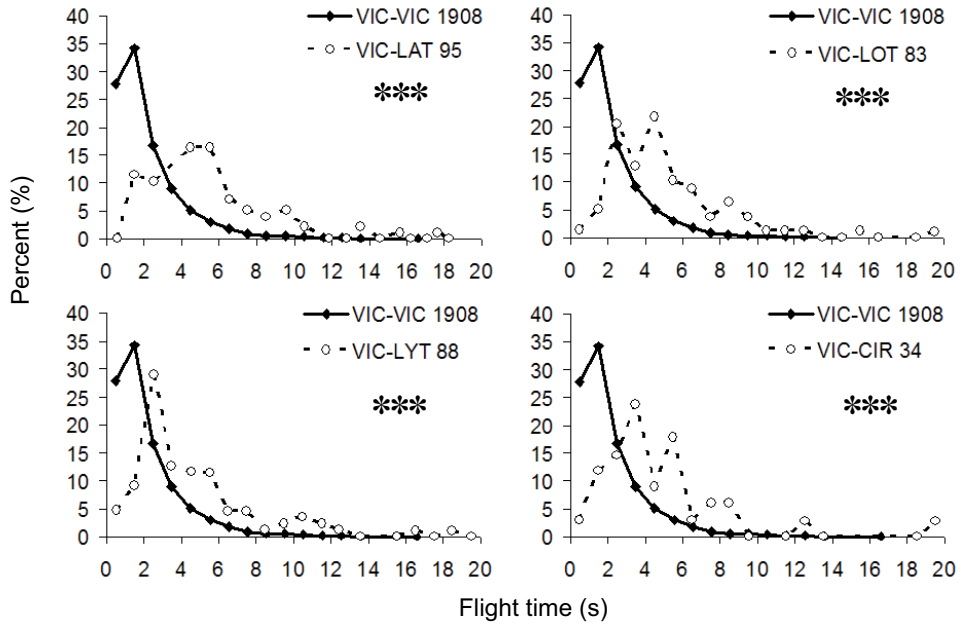 Percent (%)
40
35
30
25
20
15
10
5
0
0 2 4 6 8 10 12 14 16 18 20
VIC-VIC 1908
VIC-LAT 95
***
40
35
30
25
20
15
10
5
0
0 2 4 6 8 10 12 14 16 18 20
VIC-VIC 1908
VIC-LOT 83
***
40
35
30
25
20
15
10
5
0
0 2 4 6 8 10 12 14 16 18 20
VIC-VIC 1908
VIC-LYT 88
***
40
35
30
25
20
15
10
5
0
0 2 4 6 8 10 12 14 16 18 20
VIC-VIC 1908
VIC-CIR 34
***
Flight time (s)